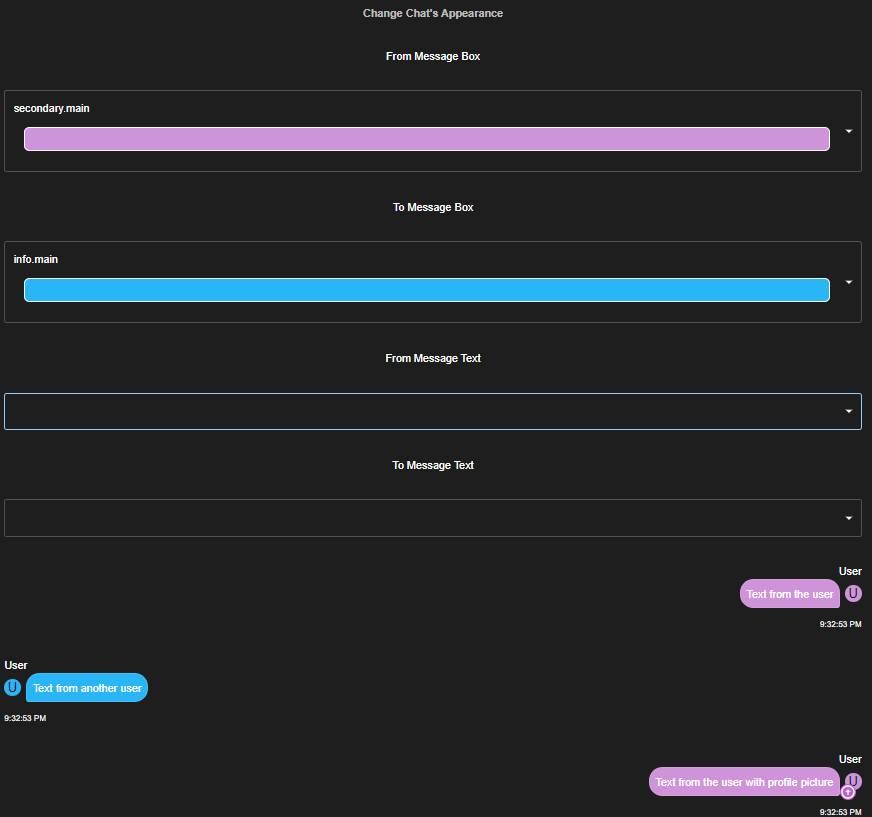 Change Chat's Appearance
From Message Box
secondary.main
To Message Box
info.main
From Message Text
To Message Text
User
Text from the user
U
9:32:53 PM
User
U
Text from another user
9:32:53 PM
User
Text from the user with profile picture
U
9:32:53 PM